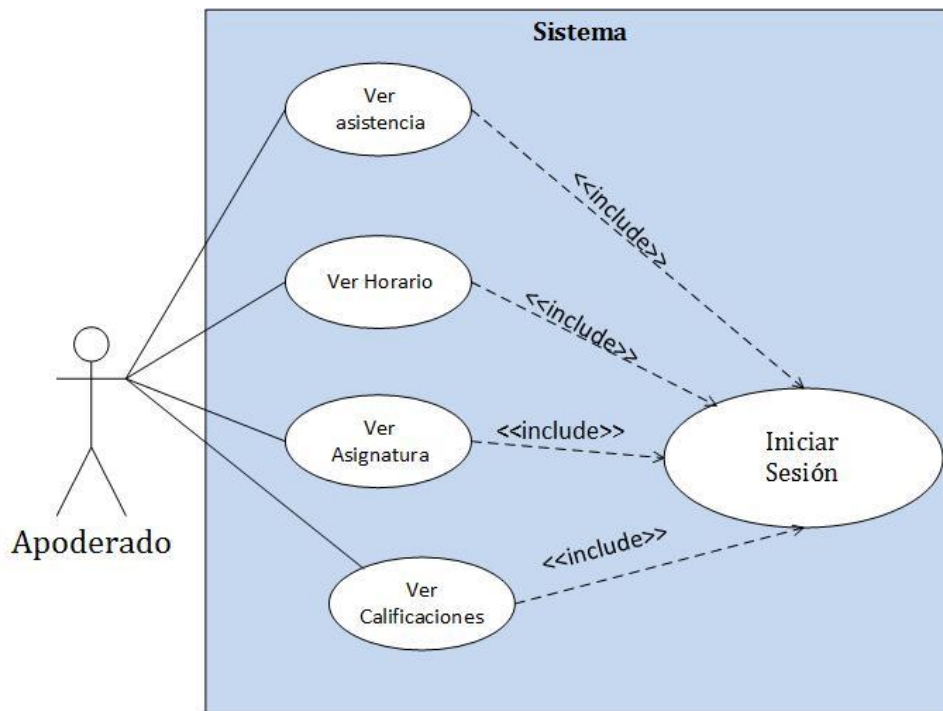 Sistema
Ver
asistencia
<<include>>
Ver Horario
<<include>>
Ver
Asignatura
<<include>>
Iniciar
Sesión
Apoderado
Ver
Calificaciones
<<include>>